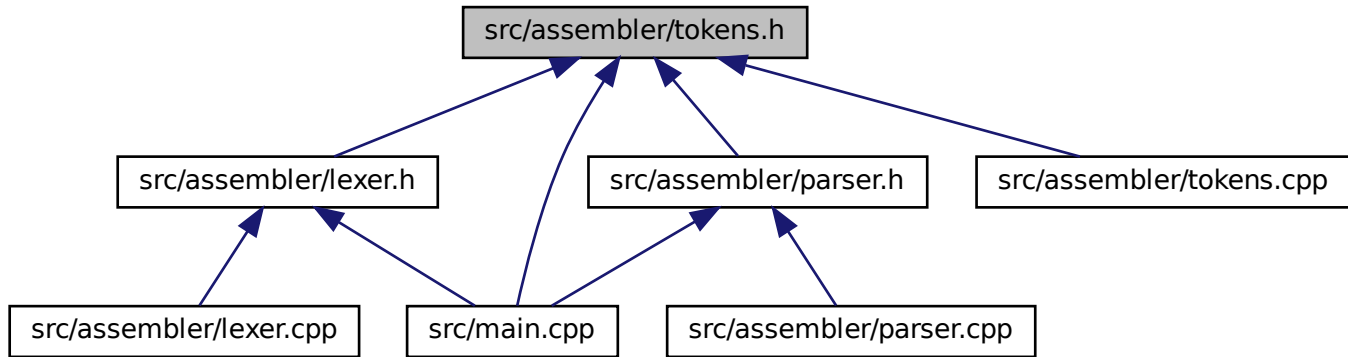 src/assembler/tokens.h
src/assembler/lexer.h
src/assembler/parser.h
src/assembler/tokens.cpp
src/assembler/lexer.cpp
src/main.cpp
src/assembler/parser.cpp